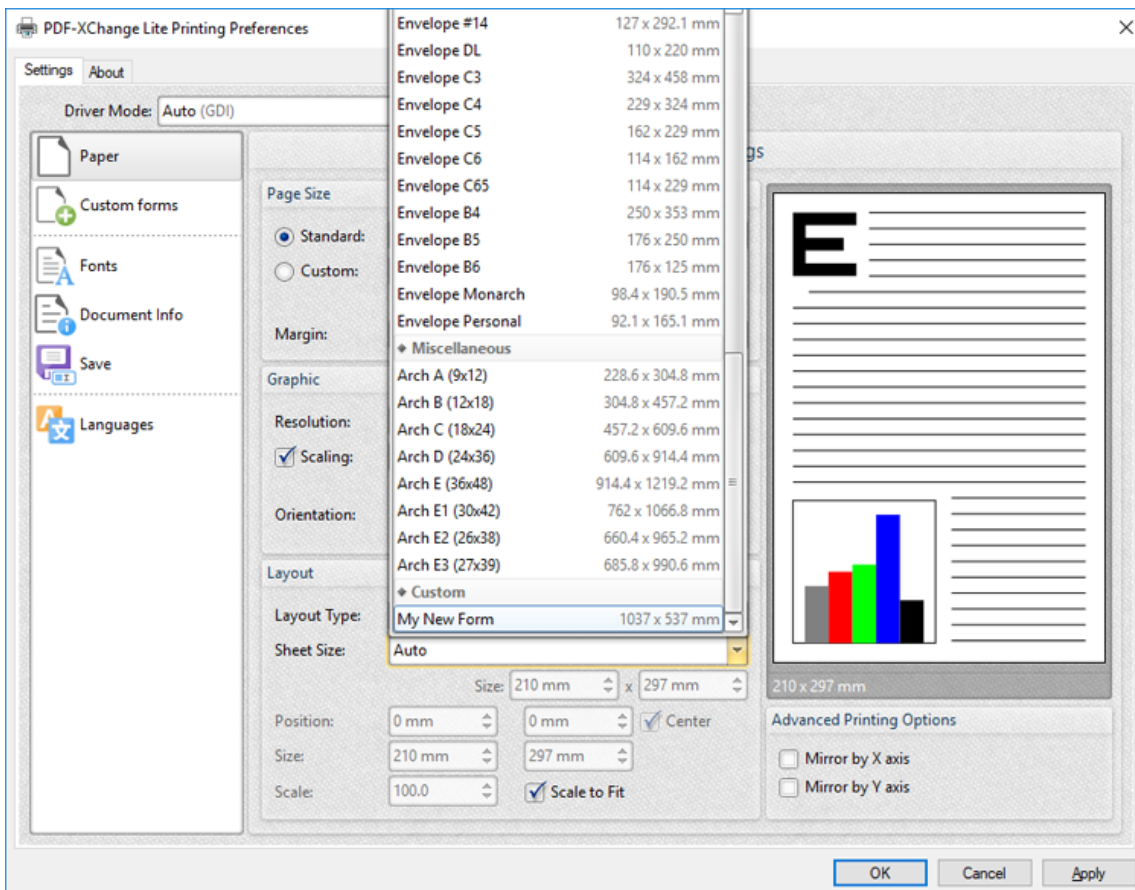 PDF-XChange Lite Printing Preferences
Settings
About
Driver Mode: Auto (GDI)
Paper
Custom forms
Fonts
Document Info
Save
Languages
Page Size
Standard:
Custom:
Margin:
Graphic
Resolution:
Scaling:
Orientation:
Layout
Layout Type:
Sheet Size: Auto
Envelope #14 127 x 292.1 mm
Envelope DL 110 x 220 mm
Envelope C3 324 x 458 mm
Envelope C4 229 x 324 mm
Envelope C5 162 x 229 mm
Envelope C6 114 x 162 mm
Envelope C65 114 x 229 mm
Envelope B4 250 x 353 mm
Envelope B5 176 x 250 mm
Envelope B6 176 x 125 mm
Envelope Monarch 98.4 x 190.5 mm
Envelope Personal 92.1 x 165.1 mm
Miscellaneous
Arch A (9x12) 228.6 x 304.8 mm
Arch B (12x18) 304.8 x 457.2 mm
Arch C (18x24) 457.2 x 609.6 mm
Arch D (24x36) 609.6 x 914.4 mm
Arch E (36x48) 914.4 x 1219.2 mm
Arch E1 (30x42) 762 x 1066.8 mm
Arch E2 (26x38) 660.4 x 965.2 mm
Arch E3 (27x39) 685.8 x 990.6 mm
Custom
My New Form 1037 x 537 mm
Size: 210 mm x 297 mm
Position: 0 mm 0 mm Center
Size: 210 mm 297 mm
Scale: 100.0 Scale to Fit
E
210 x 297 mm
Advanced Printing Options
Mirror by X axis
Mirror by Y axis
OK
Cancel
Apply